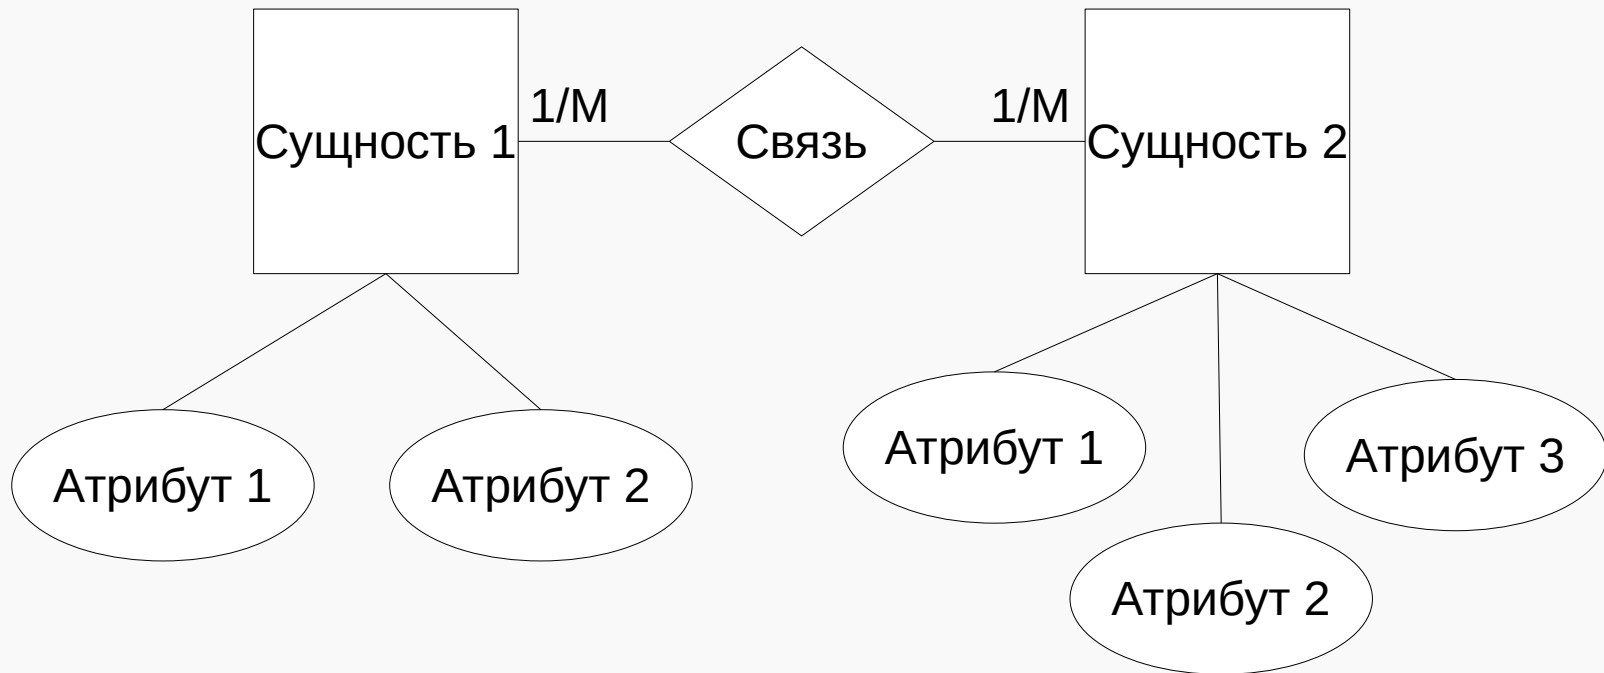 1/М
1/М
Сущность 1
Связь
Сущность 2
Атрибут 1
Атрибут 2
Атрибут 1
Атрибут 3
Атрибут 2